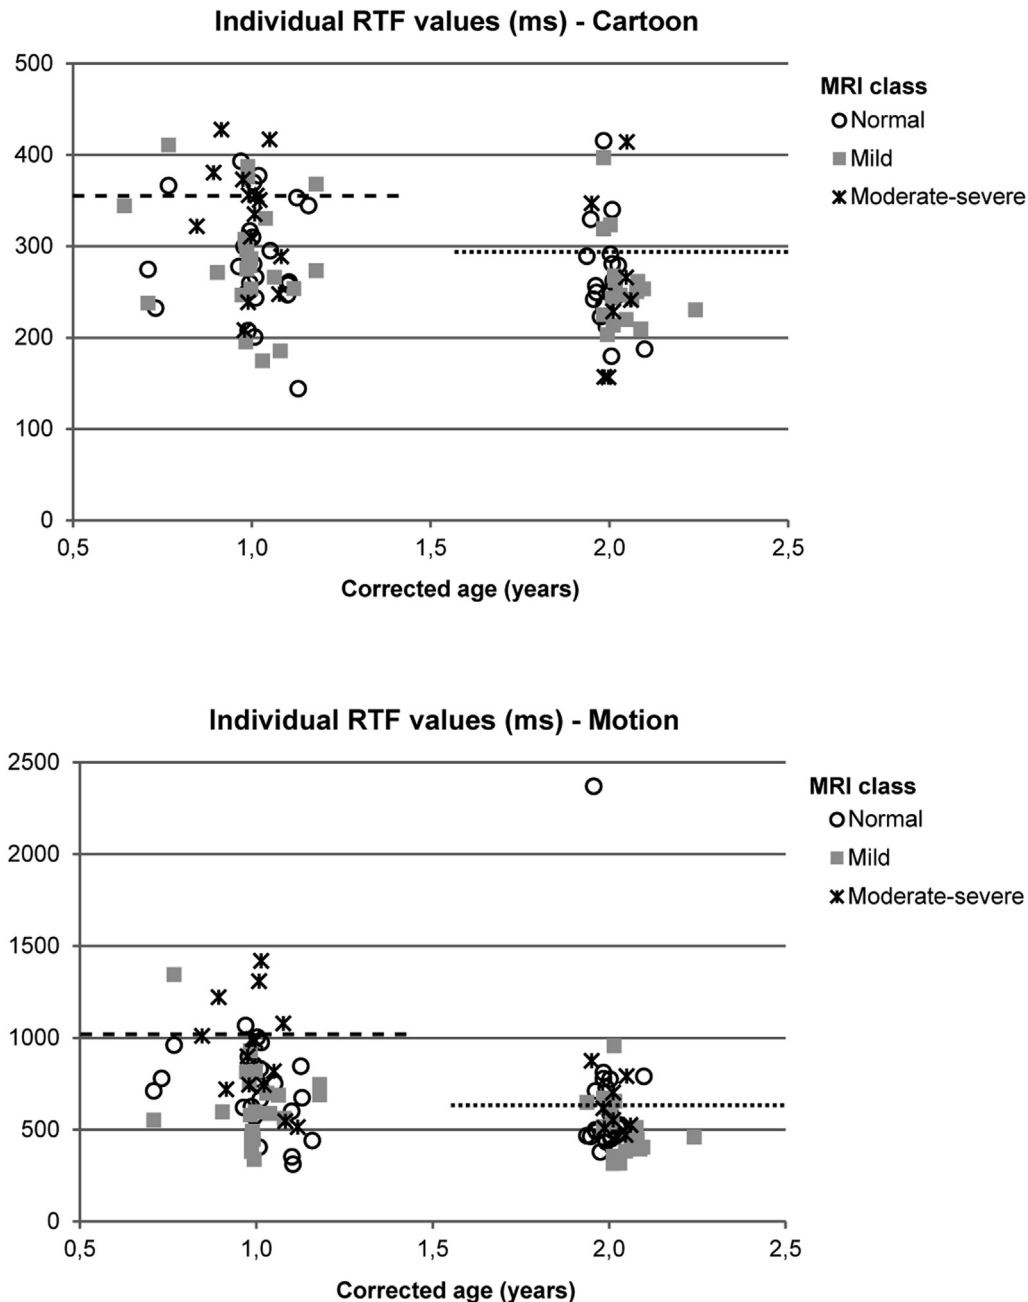 Individual RTF values (ms) - Cartoon
500
400
300
200
100
0
0,5 1,0 1,5 2,0 2,5
Corrected age (years)
MRI class
Normal
Mild
Moderate-severe
Individual RTF values (ms) - Motion
2500
2000
1500
1000
500
0
0,5 1,0 1,5 2,0 2,5
Corrected age (years)
MRI class
Normal
Mild
Moderate-severe